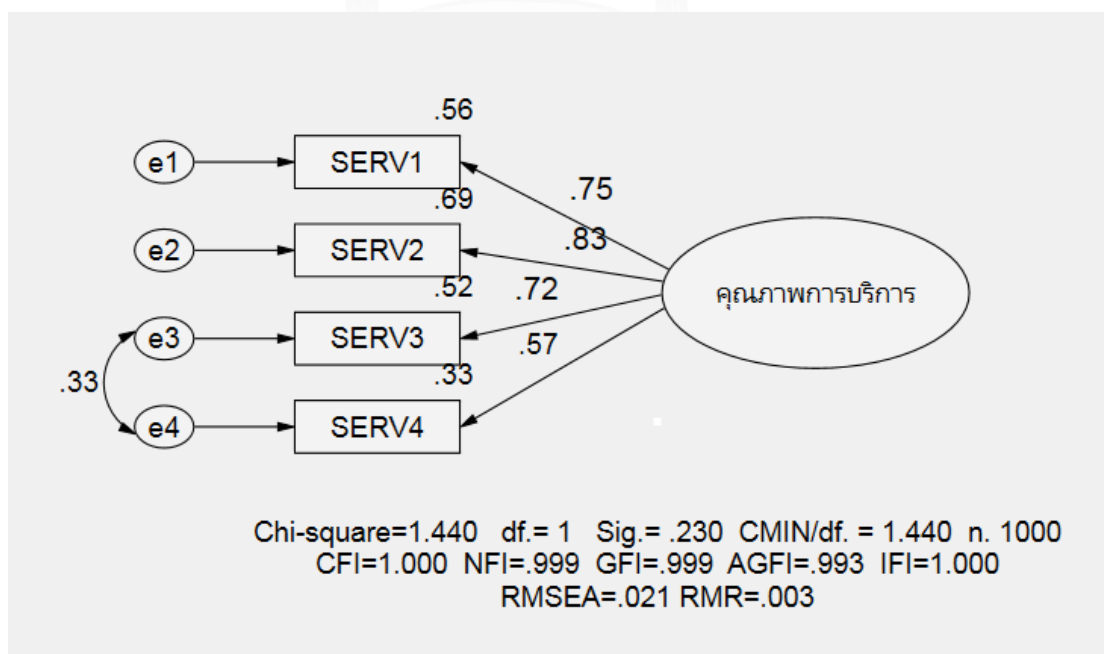 .56
e1 SERV1
.75
.69
.83
e2 SERV2
คุณภาพการบริการ
.52 .72
e3 SERV3
.57
.33
.33
e4 SERV4
Chi-square=1.440 df.= 1 Sig.= .230 CMIN/df. = 1.440 n. 1000
CFI=1.000 NFI=.999 GFI=.999 AGFI=.993 IFI=1.000
RMSEA=.021 RMR=.003